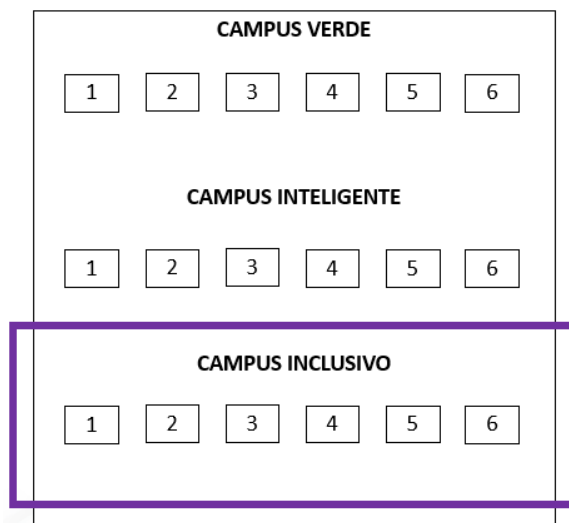 CAMPUS VERDE
1 2 3 4 5 6
CAMPUS INTELIGENTE
1 2 3 4 5 6
CAMPUS INCLUSIVO
1 2 3 4 5 6